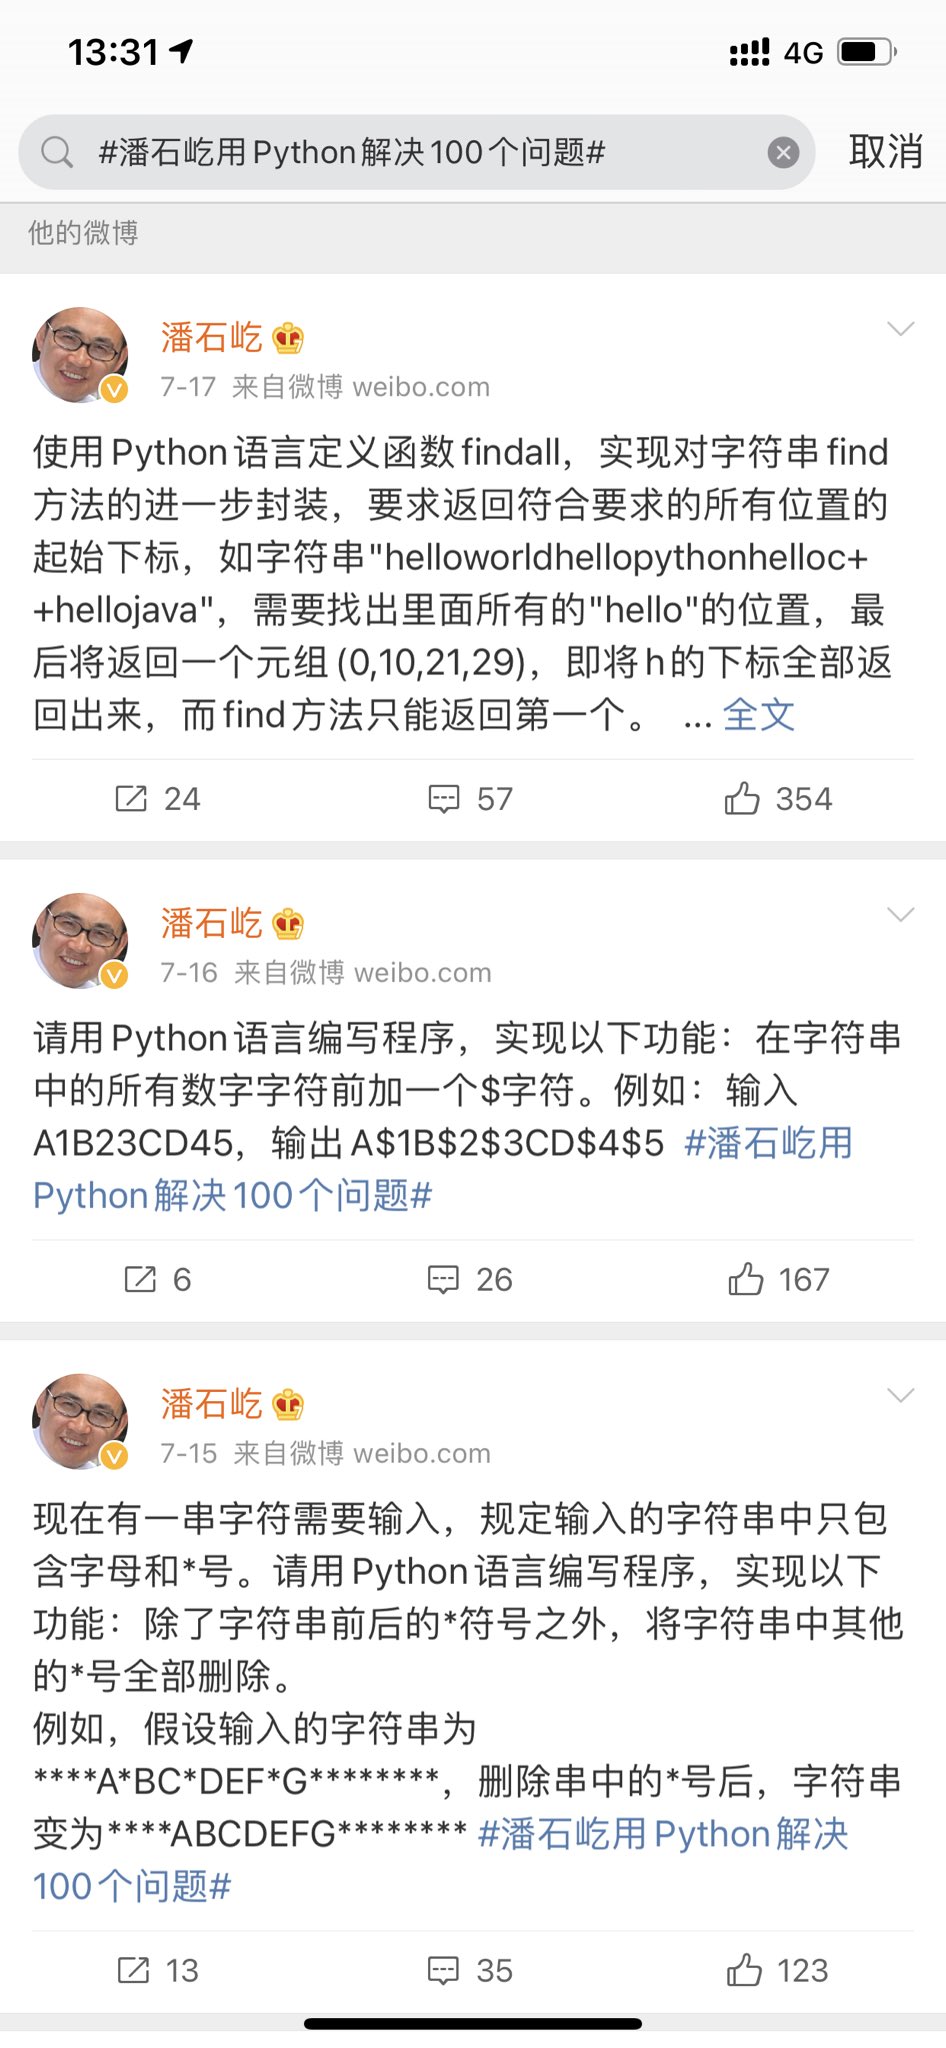 13:31
4G
#潘石屹用Python解决100个问题#
取消
他的微博
潘石屹
7-17 来自微博 weibo.com
使用Python语言定义函数findall，实现对字符串find
方法的进一步封装，要求返回符合要求的所有位置的
起始下标，如字符串"helloworldhellopythonhelloc+
+hellojava"，需要找出里面所有的"hello"的位置，最
后将返回一个元组(0,10,21,29)，即将h的下标全部返
回出来，而find方法只能返回第一个。 ... 全文
24 57 354
潘石屹
7-16 来自微博 weibo.com
请用Python语言编写程序，实现以下功能：在字符串
中的所有数字字符前加一个$字符。例如：输入
A1B23CD45，输出A$1B$2$3CD$4$5 #潘石屹用
Python解决100个问题#
6 26 167
潘石屹
7-15 来自微博 weibo.com
现在有一串字符需要输入，规定输入的字符串中只包
含字母和*号。请用Python语言编写程序，实现以下
功能：除了字符串前后的*符号之外，将字符串中其他
的*号全部删除。
例如，假设输入的字符串为
****A*BC*DEF*G********，删除串中的*号后，字符串
变为****ABCDEFG******** #潘石屹用Python解决
100个问题#
13 35 123